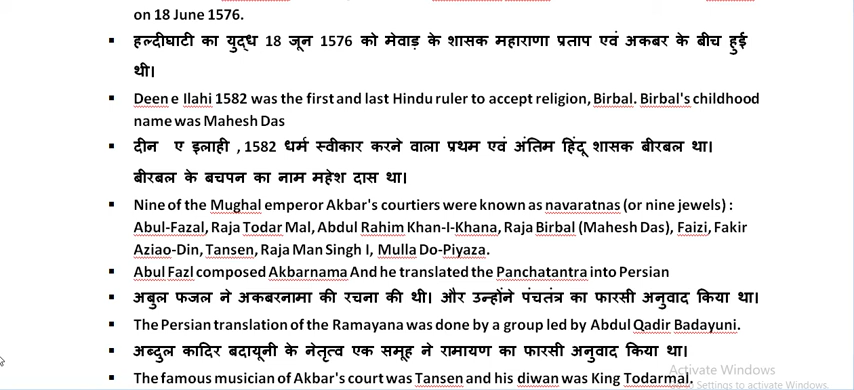 on 18 June 1576.
▪ हल्दीघाटी का युद्ध 18 जून 1576 को मेवाड़ के शासक महाराणा प्रताप एवं अकबर के बीच हुई
थी।
▪ Deen e Ilahi 1582 was the first and last Hindu ruler to accept religion, Birbal. Birbal's childhood
name was Mahesh Das
▪ दीन ए इलाही , 1582 धर्म स्वीकार करने वाला प्रथम एवं अंतिम हिंदू शासक बीरबल था।
बीरबल के बचपन का नाम महेश दास था।
▪ Nine of the Mughal emperor Akbar's courtiers were known as navaratnas (or nine jewels) :
Abul-Fazal, Raja Todar Mal, Abdul Rahim Khan-I-Khana, Raja Birbal (Mahesh Das), Faizi, Fakir
Aziao-Din, Tansen, Raja Man Singh I, Mulla Do-Piyaza.
▪ Abul Fazl composed Akbarnama And he translated the Panchatantra into Persian
▪ अबुल फजल ने अकबरनामा की रचना की थी। और उन्होंने पंचतंत्र का फारसी अनुवाद किया था।
▪ The Persian translation of the Ramayana was done by a group led by Abdul Qadir Badayuni.
▪ अब्दुल कादिर बदायूनी के नेतृत्व एक समूह ने रामायण का फारसी अनुवाद किया था।
▪ The famous musician of Akbar's court was Tansen and his diwan was King Todarmal.
Activate Windows
Settings to activate Windows.